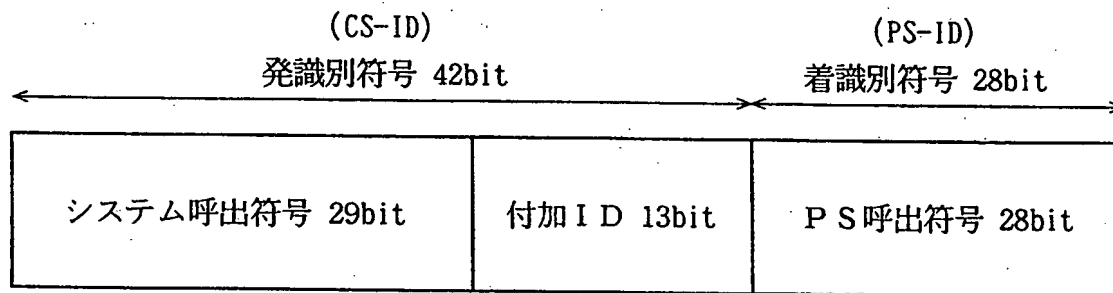 (CS-ID)
発識別符号 42bit
(PS-ID)
着識別符号 28bit
システム呼出符号 29bit
付加ID 13bit
PS呼出符号 28bit